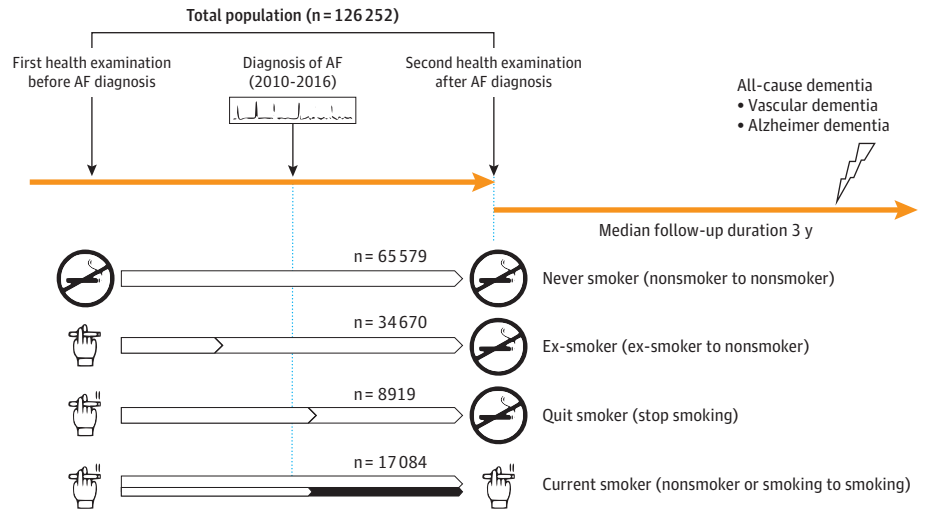 Total population (n = 126 252)
First health examination
before AF diagnosis
Diagnosis of AF
(2010-2016)
Second health examination
after AF diagnosis
All-cause dementia
• Vascular dementia
• Alzheimer dementia
Median follow-up duration 3 y
n = 65 579
Never smoker (nonsmoker to nonsmoker)
n = 34 670
Ex-smoker (ex-smoker to nonsmoker)
n = 8919
Quit smoker (stop smoking)
n = 17 084
Current smoker (nonsmoker or smoking to smoking)